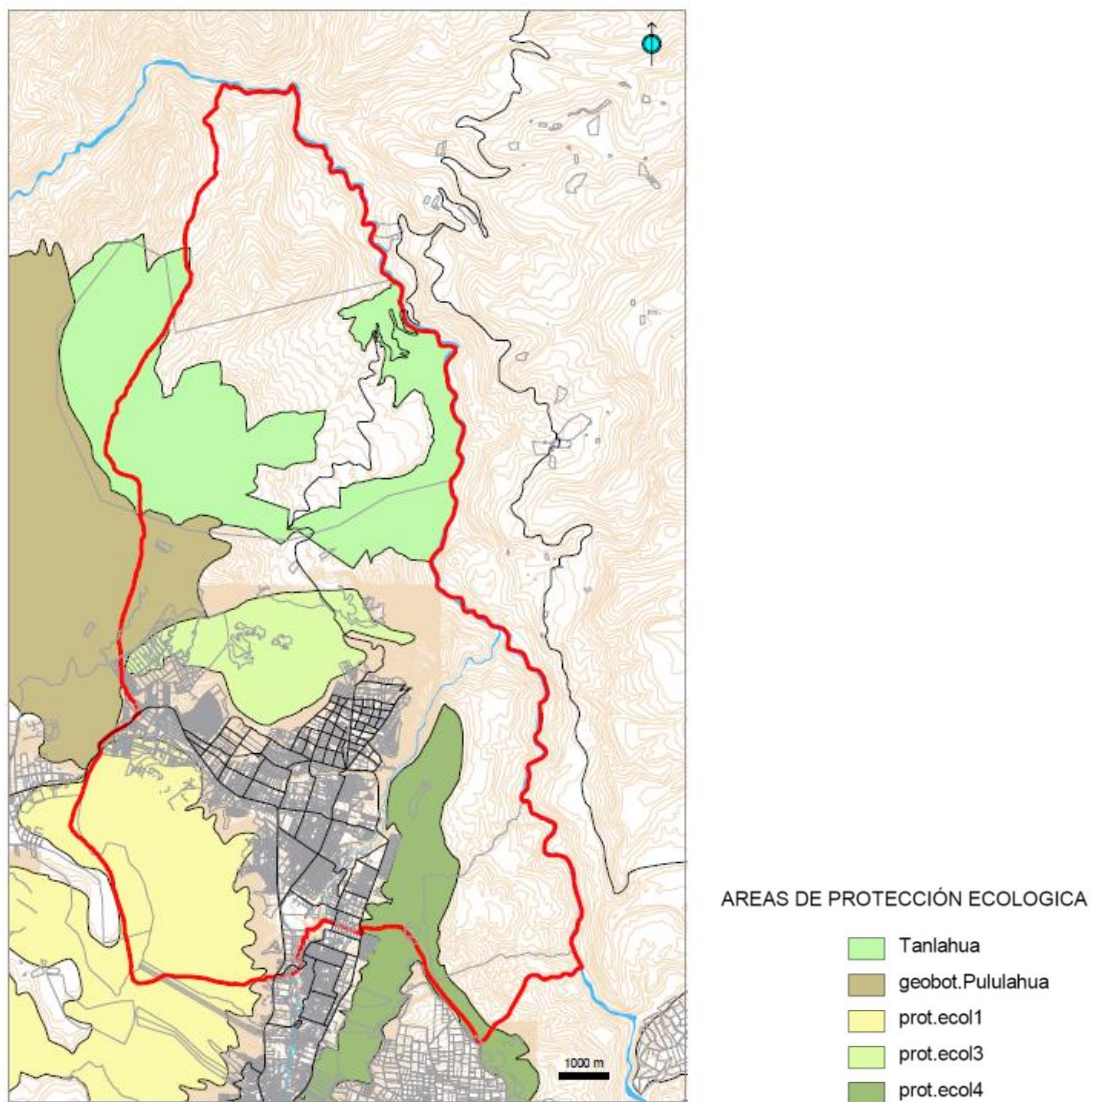 1000 m
AREAS DE PROTECCIÓN ECOLOGICA
Tanlahua
geobot.Pululahua
prot.ecol1
prot.ecol3
prot.ecol4